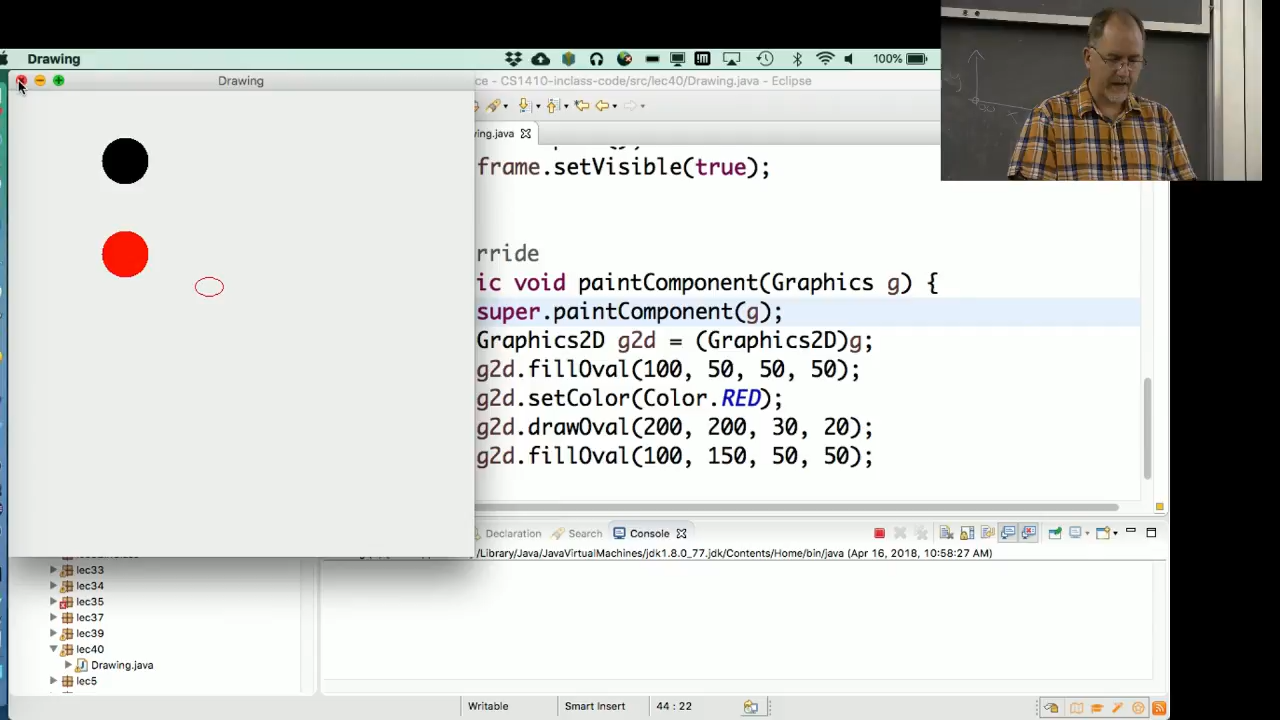 Drawing
100%
Drawing
ce - CS1410-inclass-code/src/lec40/Drawing.java - Eclipse
wing.java
frame.setVisible(true);
rride
ic void paintComponent(Graphics g) {
super.paintComponent(g);
Graphics2D g2d = (Graphics2D)g;
g2d.fillOval(100, 50, 50, 50);
g2d.setColor(Color.RED);
g2d.drawOval(200, 200, 30, 20);
g2d.fillOval(100, 150, 50, 50);
Declaration Search Console
/Library/Java/JavaVirtualMachines/jdk1.8.0_77.jdk/Contents/Home/bin/java (Apr 16, 2018, 10:58:27 AM)
lec33
lec34
lec35
lec37
lec39
lec40
Drawing.java
lec5
Writable Smart Insert 44 : 22